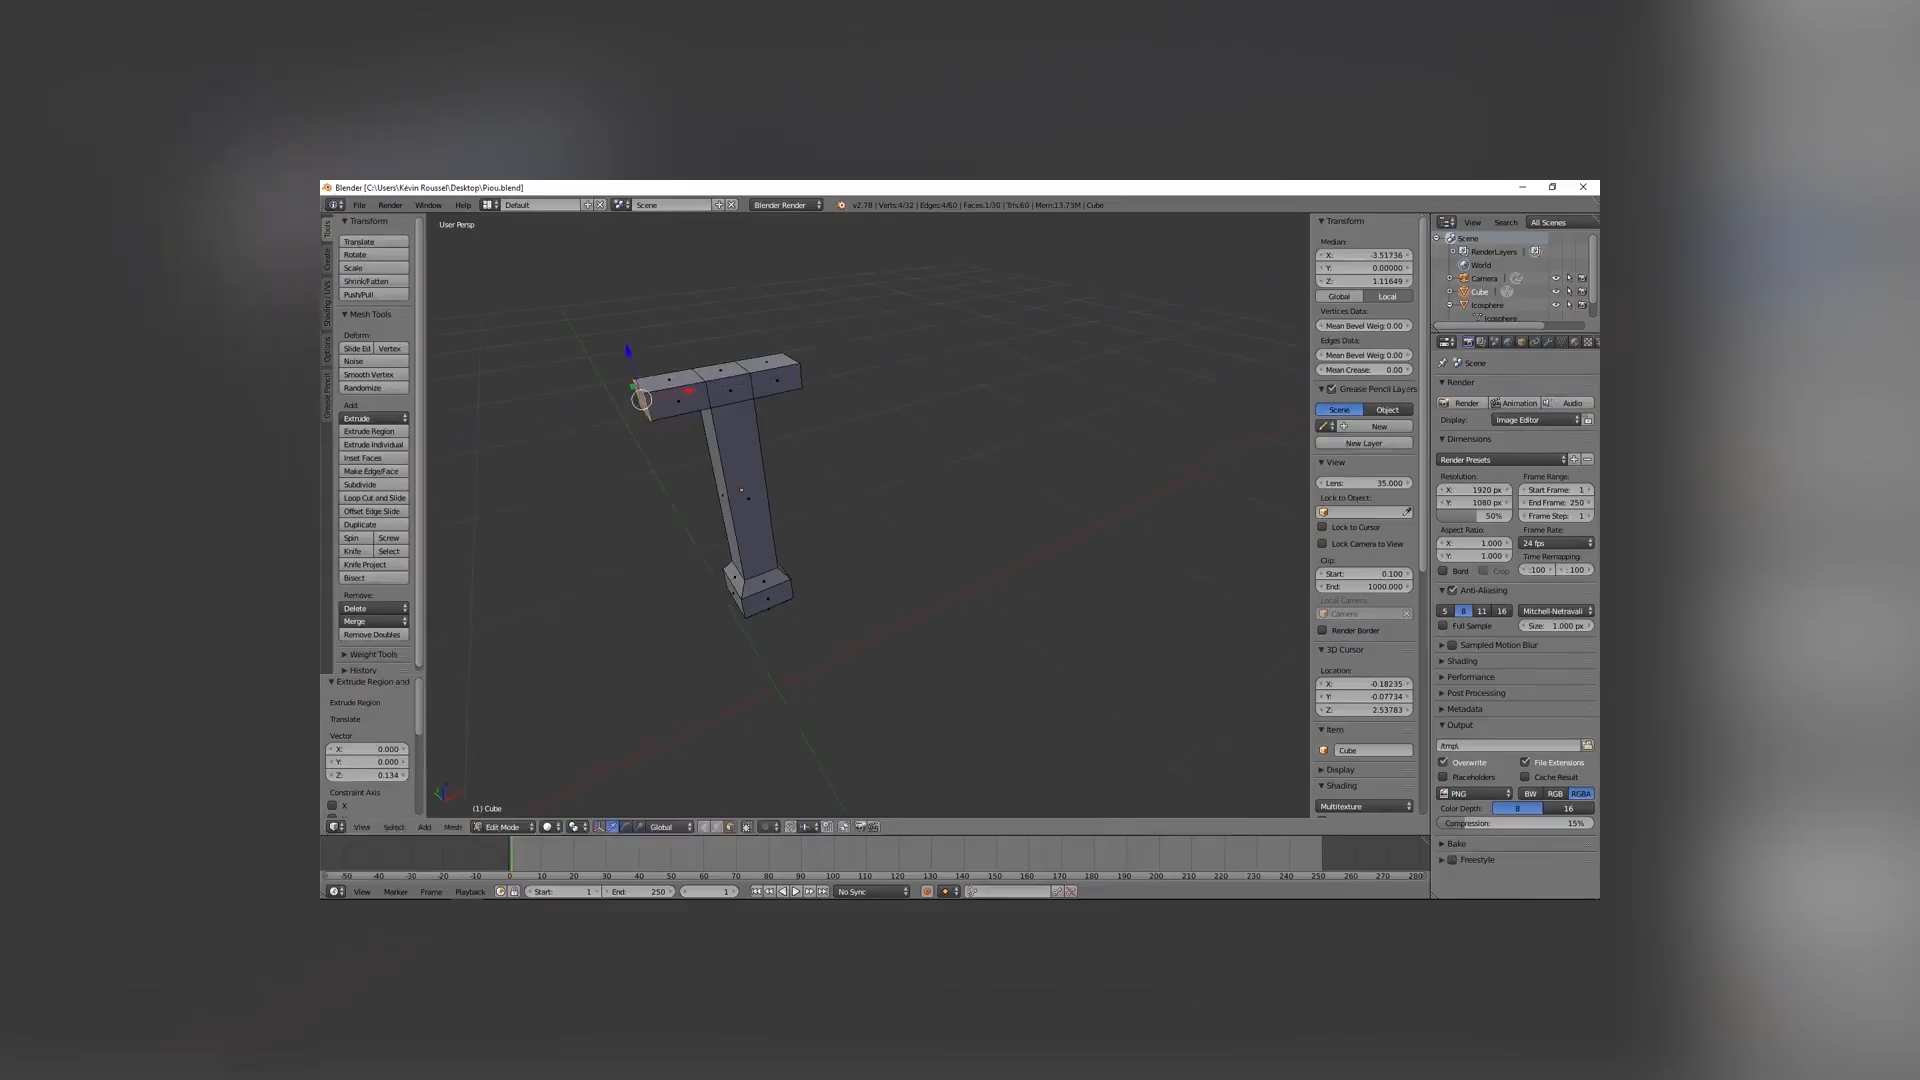 Blender [C:\Users\Kévin Roussel\Desktop\Piou.blend]
File Render Window Help Default Scene Blender Render v2.78 | Verts:4/32 | Edges:4/60 | Faces:1/30 | Tris:60 | Mem:13.73M | Cube
Tools
Create
Shading / UVs
Options
Grease Pencil
Transform
Translate
Rotate
Scale
Shrink/Fatten
Push/Pull
Mesh Tools
Deform:
Slide Ed Vertex
Noise
Smooth Vertex
Randomize
Add:
Extrude
Extrude Region
Extrude Individual
Inset Faces
Make Edge/Face
Subdivide
Loop Cut and Slide
Offset Edge Slide
Duplicate
Spin Screw
Knife Select
Knife Project
Bisect
Remove:
Delete
Merge
Remove Doubles
Weight Tools
History
Extrude Region and
Extrude Region
Translate
Vector
X: 0.000
Y: 0.000
Z: 0.134
Constraint Axis
X
User Persp
(1) Cube
Transform
Median:
X: -3.51736
Y: 0.00000
Z: 1.11649
Global Local
Vertices Data:
Mean Bevel Weig: 0.00
Edges Data:
Mean Bevel Weig: 0.00
Mean Crease: 0.00
Grease Pencil Layers
Scene Object
New
New Layer
View
Lens: 35.000
Lock to Object:
Lock to Cursor
Lock Camera to View
Clip:
Start: 0.100
End: 1000.000
Local Camera:
Camera
Render Border
3D Cursor
Location:
X: -0.18235
Y: -0.07734
Z: 2.53783
Item
Cube
Display
Shading
Multitexture
View Search All Scenes
Scene
RenderLayers
World
Camera
Cube
Icosphere
Icosphere
Scene
Render
Render Animation Audio
Display: Image Editor
Dimensions
Render Presets
Resolution: Frame Range:
X: 1920 px Start Frame: 1
Y: 1080 px End Frame: 250
50% Frame Step: 1
Aspect Ratio: Frame Rate:
X: 1.000 24 fps
Y: 1.000 Time Remapping:
Bord Crop :100 :100
Anti-Aliasing
5 8 11 16 Mitchell-Netravali
Full Sample Size: 1.000 px
Sampled Motion Blur
Shading
Performance
Post Processing
Metadata
Output
/tmp\
Overwrite File Extensions
Placeholders Cache Result
PNG BW RGB RGBA
Color Depth: 8 16
Compression: 15%
Bake
Freestyle
View Select Add Mesh Edit Mode Global
-50 -40 -30 -20 -10 0 10 20 30 40 50 60 70 80 90 100 110 120 130 140 150 160 170 180 190 200 210 220 230 240 250 260 270 280
View Marker Frame Playback Start: 1 End: 250 1 No Sync